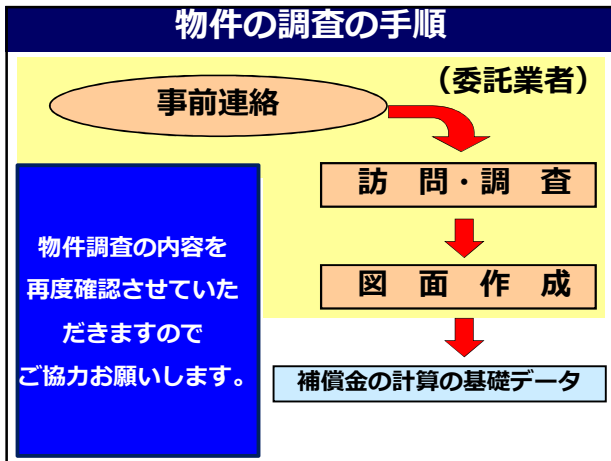 物件の調査の手順
（委託業者）
事前連絡
訪　問・調　査
物件調査の内容を
再度確認させていた
だきますので
ご協力お願いします。
図　面　作　成
補償金の計算の基礎データ